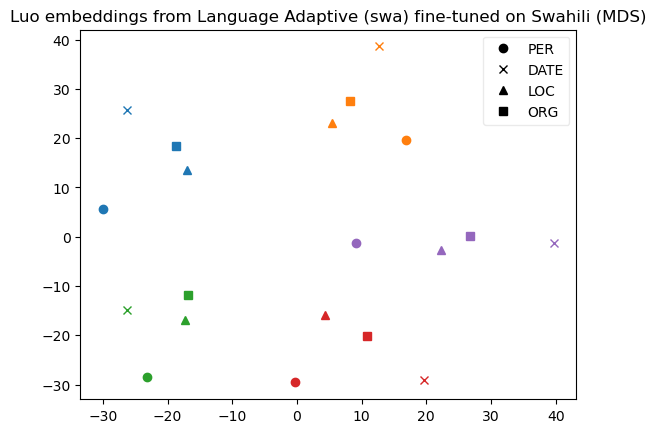 Luo embeddings from Language Adaptive (swa) fine-tuned on Swahili (MDS)
PER
DATE
LOC
ORG
40
30
20
10
0
−10
−20
−30
−30 −20 −10 0 10 20 30 40